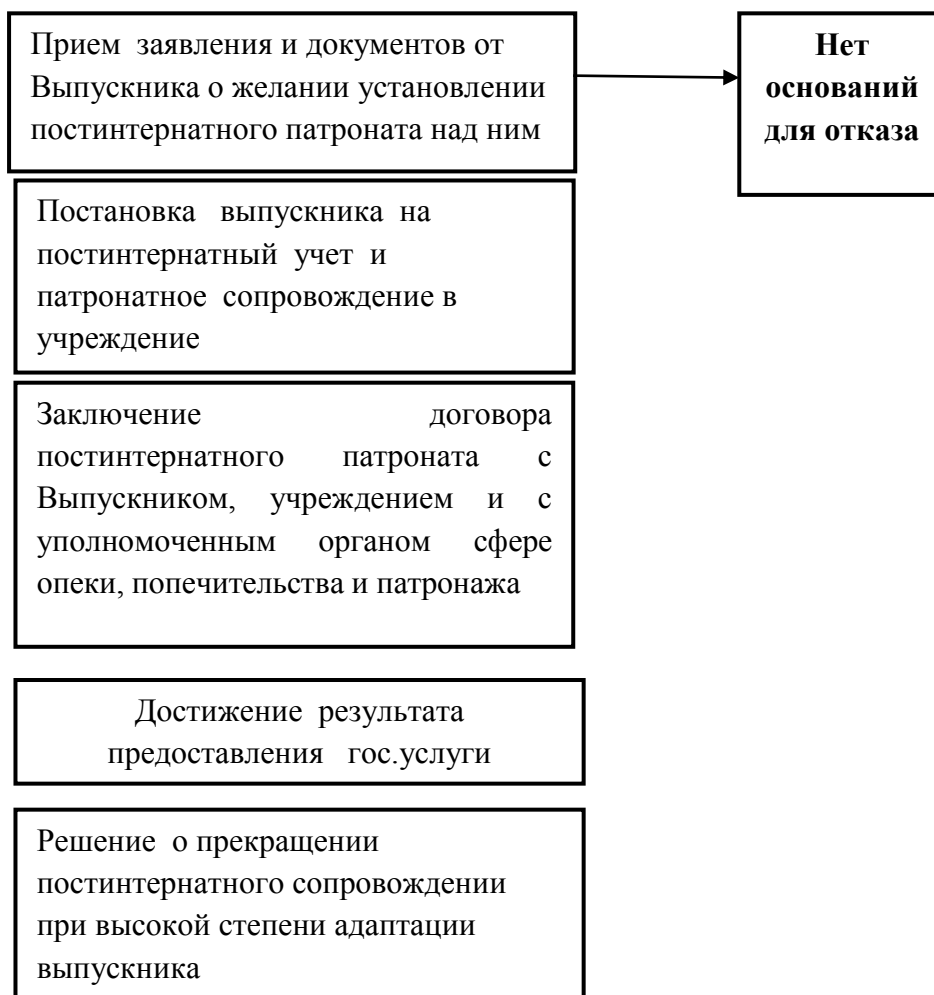 Прием заявления и документов от
Выпускника о желании установлении
постинтернатного патроната над ним
Нет
оснований
для отказа
Постановка выпускника на
постинтернатный учет и
патронатное сопровождение в
учреждение
Заключение договора
постинтернатного патроната с
Выпускником, учреждением и с
уполномоченным органом сфере
опеки, попечительства и патронажа
Достижение результата
предоставления гос.услуги
Решение о прекращении
постинтернатного сопровождении
при высокой степени адаптации
выпускника